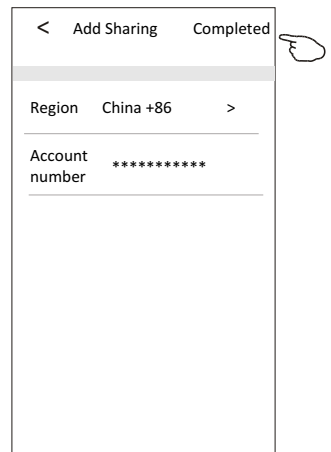 < Add Sharing Completed
Region China +86 >
Account
number ***********